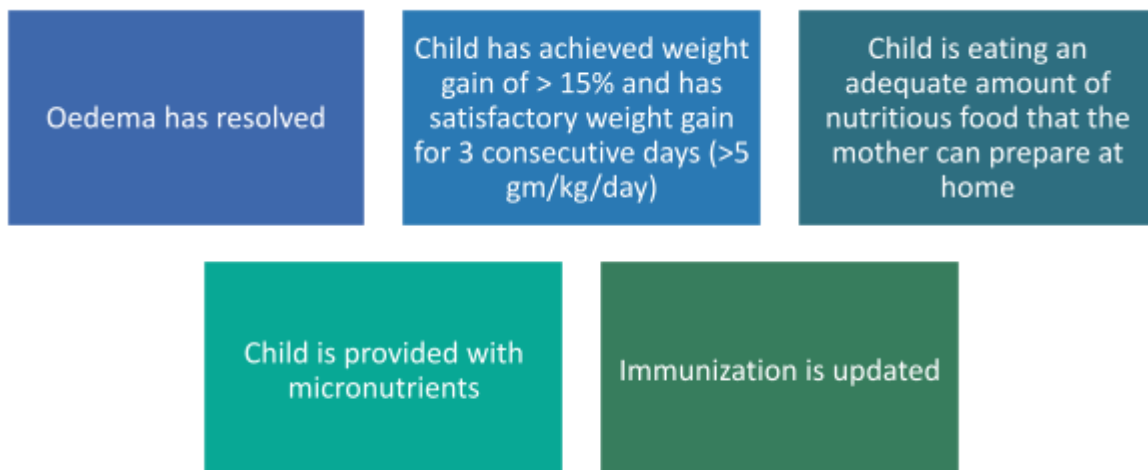 Oedema has resolved
Child has achieved weight
gain of > 15% and has
satisfactory weight gain
for 3 consecutive days (>5
gm/kg/day)
Child is eating an
adequate amount of
nutritious food that the
mother can prepare at
home
Child is provided with
micronutrients
Immunization is updated